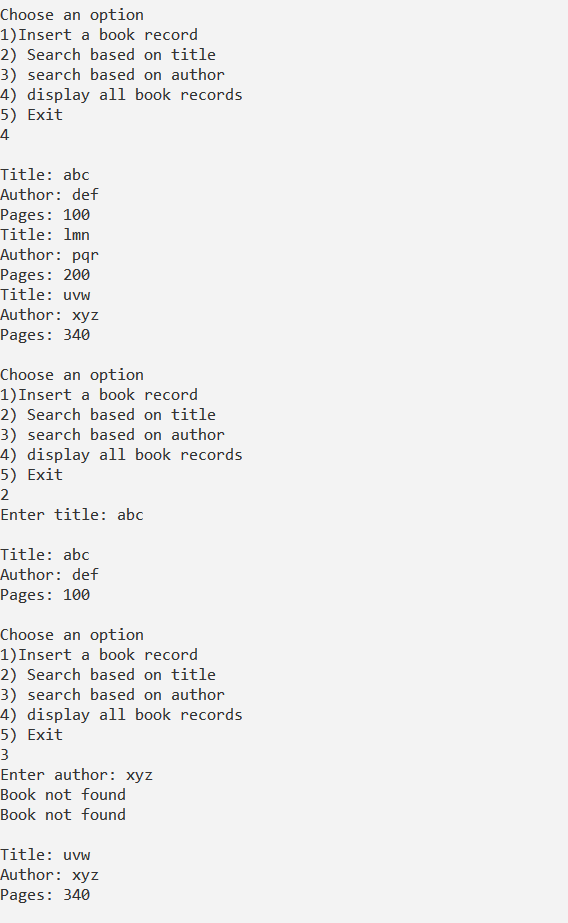 Choose an option
1)Insert a book record
2) Search based on title
3) search based on author
4) display all book records
5) Exit
4
Title: abc
Author: def
Pages: 100
Title: lmn
Author: pqr
Pages: 200
Title: uvw
Author: xyz
Pages: 340
Choose an option
1)Insert a book record
2) Search based on title
3) search based on author
4) display all book records
5) Exit
2
Enter title: abc
Title: abc
Author: def
Pages: 100
Choose an option
1)Insert a book record
2) Search based on title
3) search based on author
4) display all book records
5) Exit
3
Enter author: xyz
Book not found
Book not found
Title: uvw
Author: xyz
Pages: 340